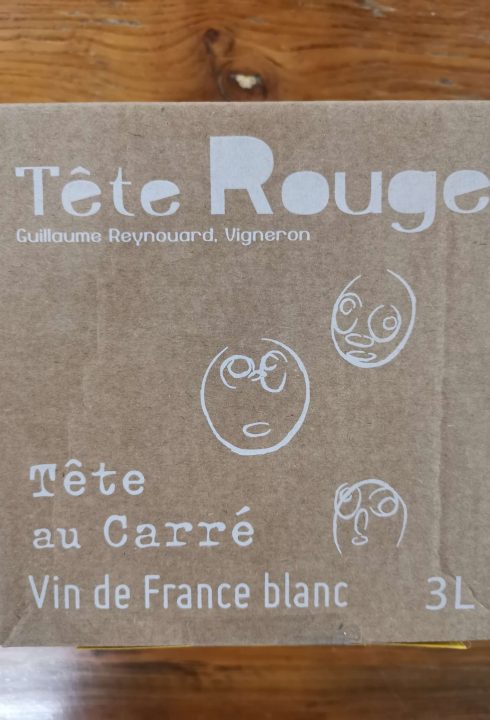 Tête Rouge
Guillaume Reynouard, Vigneron
Tête
au Carré
Vin de France blanc 3L